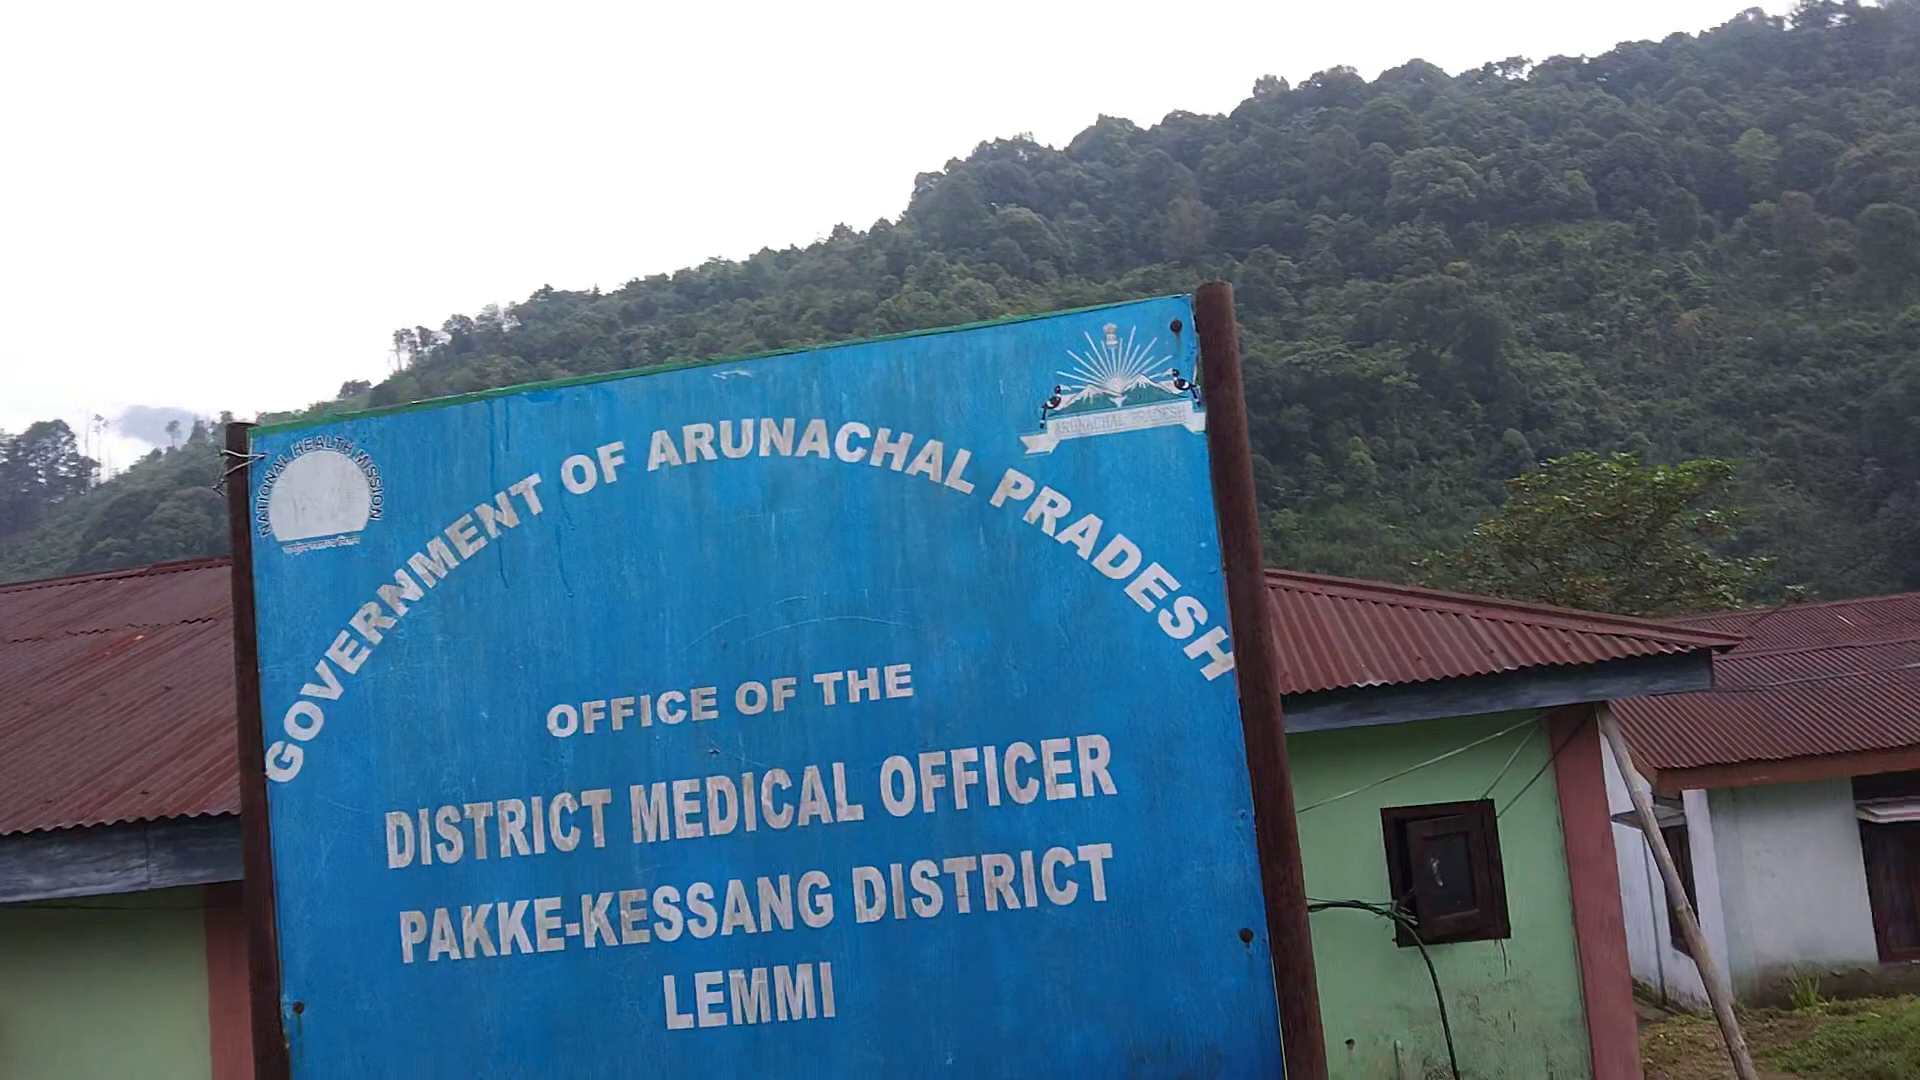 NATIONAL HEALTH MISSION
ARUNACHAL PRADESH
GOVERNMENT OF ARUNACHAL PRADESH
OFFICE OF THE
DISTRICT MEDICAL OFFICER
PAKKE-KESSANG DISTRICT
LEMMI